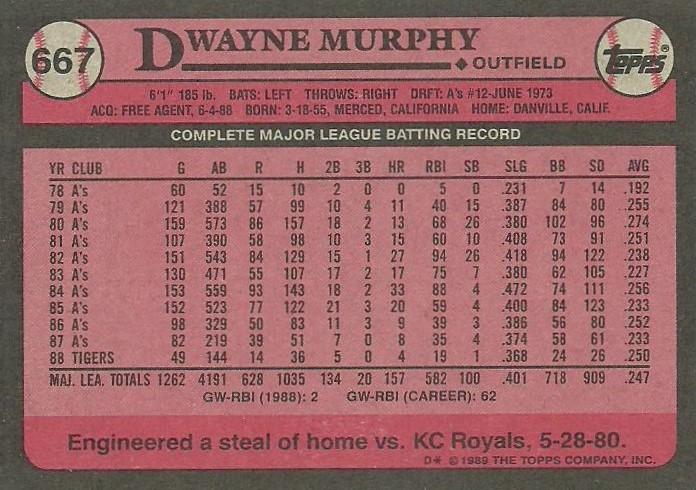 667
DWAYNE MURPHY
OUTFIELD
TOPPS®
6'1" 185 lb. BATS: LEFT THROWS: RIGHT DRFT: A's #12-JUNE 1973
ACQ: FREE AGENT, 6-4-88 BORN: 3-18-55, MERCED, CALIFORNIA HOME: DANVILLE, CALIF.
COMPLETE MAJOR LEAGUE BATTING RECORD
YR CLUB G AB R H 2B 3B HR RBI SB SLG BB SO AVG
78 A's 60 52 15 10 2 0 0 5 0 .231 7 14 .192
79 A's 121 388 57 99 10 4 11 40 15 .387 84 80 .255
80 A's 159 573 86 157 18 2 13 68 26 .380 102 96 .274
81 A's 107 390 58 98 10 3 15 60 10 .408 73 91 .251
82 A's 151 543 84 129 15 1 27 94 26 .418 94 122 .238
83 A's 130 471 55 107 17 2 17 75 7 .380 62 105 .227
84 A's 153 559 93 143 18 2 33 88 4 .472 74 111 .256
85 A's 152 523 77 122 21 3 20 59 4 .400 84 123 .233
86 A's 98 329 50 83 11 3 9 39 3 .386 56 80 .252
87 A's 82 219 39 51 7 0 8 35 4 .374 58 61 .233
88 TIGERS 49 144 14 36 5 0 4 19 1 .368 24 26 .250
MAJ. LEA. TOTALS 1262 4191 628 1035 134 20 157 582 100 .401 718 909 .247
GW-RBI (1988): 2 GW-RBI (CAREER): 62
Engineered a steal of home vs. KC Royals, 5-28-80.
D* © 1989 THE TOPPS COMPANY, INC.